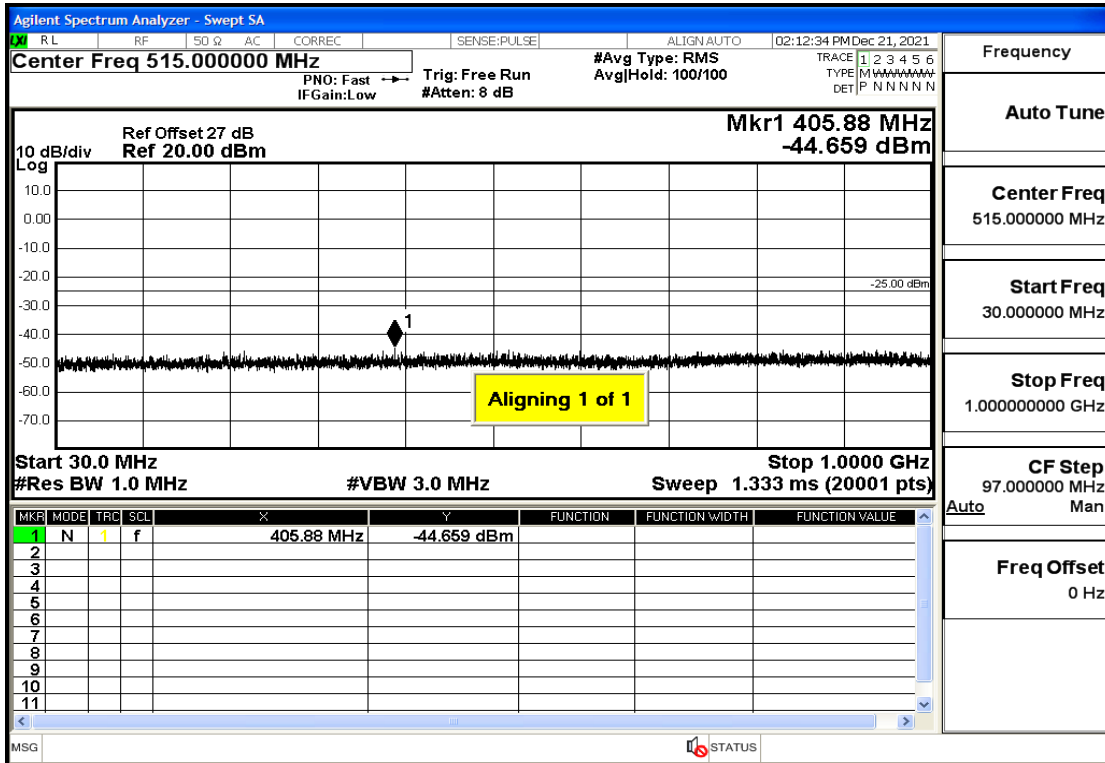 Agilent Spectrum Analyzer - Swept SA
LXI RL RF 50 Ω AC CORREC SENSE:PULSE ALIGN AUTO 02:12:34 PM Dec 21, 2021
Center Freq 515.000000 MHz
PNO: Fast
IFGain:Low
Trig: Free Run
#Atten: 8 dB
#Avg Type: RMS
Avg|Hold: 100/100
TRACE 1 2 3 4 5 6
TYPE M WWWWW
DET P N N N N N
Ref Offset 27 dB
Ref 20.00 dBm
10 dB/div
Log
Mkr1 405.88 MHz
-44.659 dBm
10.0
0.00
-10.0
-20.0
-25.00 dBm
-30.0
1
-40.0
-50.0
-60.0
-70.0
Aligning 1 of 1
Start 30.0 MHz Stop 1.0000 GHz
#Res BW 1.0 MHz #VBW 3.0 MHz Sweep 1.333 ms (20001 pts)
MKR MODE TRC SCL X Y FUNCTION FUNCTION WIDTH FUNCTION VALUE
1 N 1 f 405.88 MHz -44.659 dBm
2
3
4
5
6
7
8
9
10
11
MSG STATUS
Frequency
Auto Tune
Center Freq
515.000000 MHz
Start Freq
30.000000 MHz
Stop Freq
1.000000000 GHz
CF Step
97.000000 MHz
Auto Man
Freq Offset
0 Hz